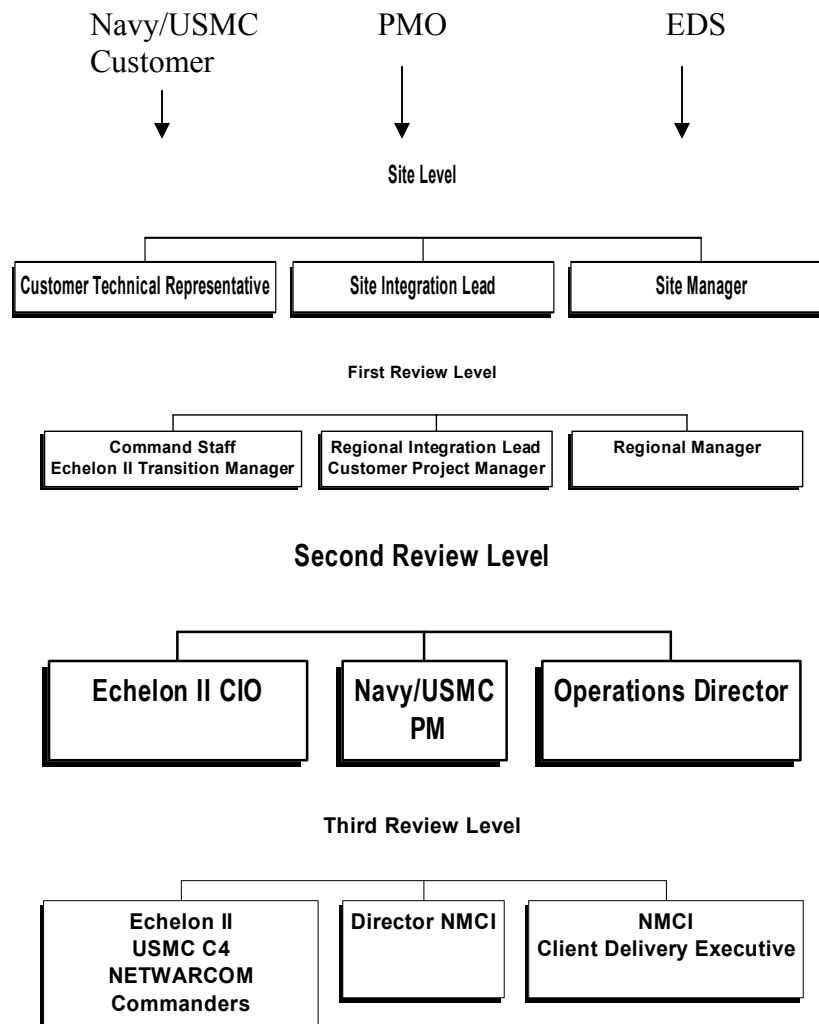 Navy/USMC
Customer
PMO
EDS
Site Level
Customer Technical Representative
Site Integration Lead
Site Manager
First Review Level
Command Staff
Echelon II Transition Manager
Regional Integration Lead
Customer Project Manager
Regional Manager
Second Review Level
Echelon II CIO
Navy/USMC
PM
Operations Director
Third Review Level
Echelon II
USMC C4
NETWARCOM
Commanders
Director NMCI
NMCI
Client Delivery Executive